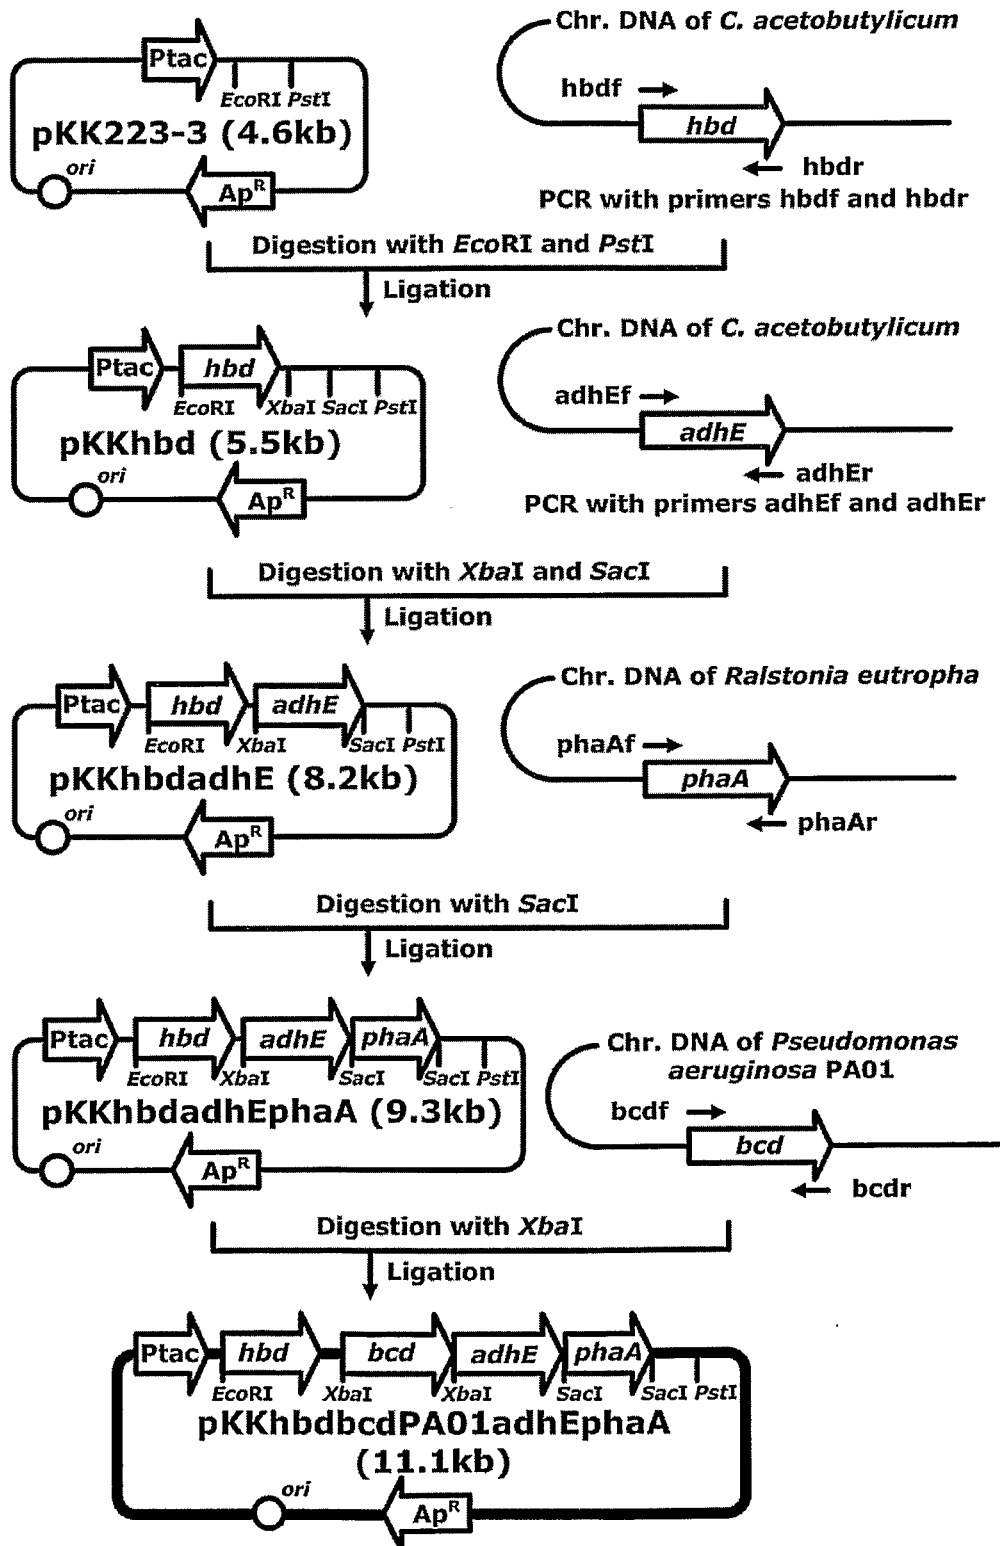 Chr. DNA of C. acetobutylicum
Ptac
EcoRI PstI
pKK223-3 (4.6kb)
ori
ApR
hbdf
hbd
hbdr
PCR with primers hbdf and hbdr
Digestion with EcoRI and PstI
Ligation
Chr. DNA of C. acetobutylicum
Ptac
hbd
EcoRI XbaI SacI PstI
pKKhbd (5.5kb)
ori
ApR
adhEf
adhE
adhEr
PCR with primers adhEf and adhEr
Digestion with XbaI and SacI
Ligation
Chr. DNA of Ralstonia eutropha
Ptac
hbd
adhE
EcoRI XbaI SacI PstI
pKKhbdadhE (8.2kb)
ori
ApR
phaAf
phaA
phaAr
Digestion with SacI
Ligation
Ptac
hbd
adhE
phaA
EcoRI XbaI SacI SacI PstI
pKKhbdadhEphaA (9.3kb)
ori
ApR
Chr. DNA of Pseudomonas
aeruginosa PA01
bcdf
bcd
bcdr
Digestion with XbaI
Ligation
Ptac
hbd
bcd
adhE
phaA
EcoRI XbaI XbaI SacI SacI PstI
pKKhbdbcdPA01adhEphaA
(11.1kb)
ori
ApR